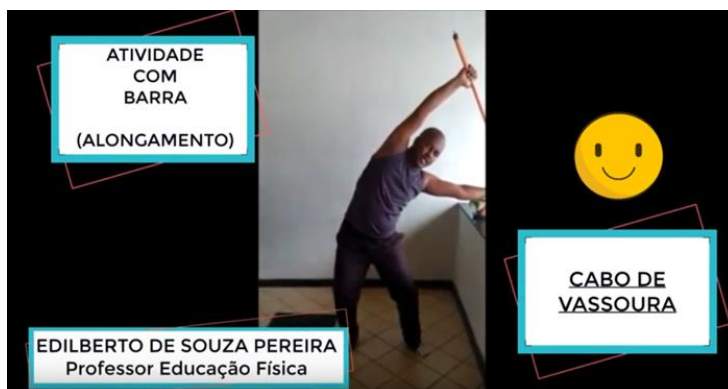 ATIVIDADE
COM
BARRA
(ALONGAMENTO)
CABO DE
VASSOURA
EDILBERTO DE SOUZA PEREIRA
Professor Educação Física